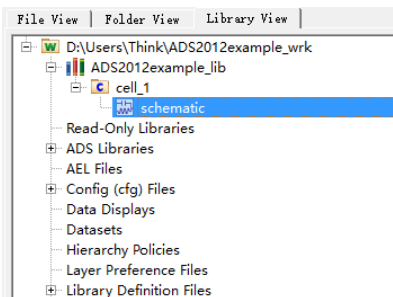 File View Folder View Library View
D:\Users\Think\ADS2012example_wrk
ADS2012example_lib
cell_1
schematic
Read-Only Libraries
ADS Libraries
AEL Files
Config (cfg) Files
Data Displays
Datasets
Hierarchy Policies
Layer Preference Files
Library Definition Files